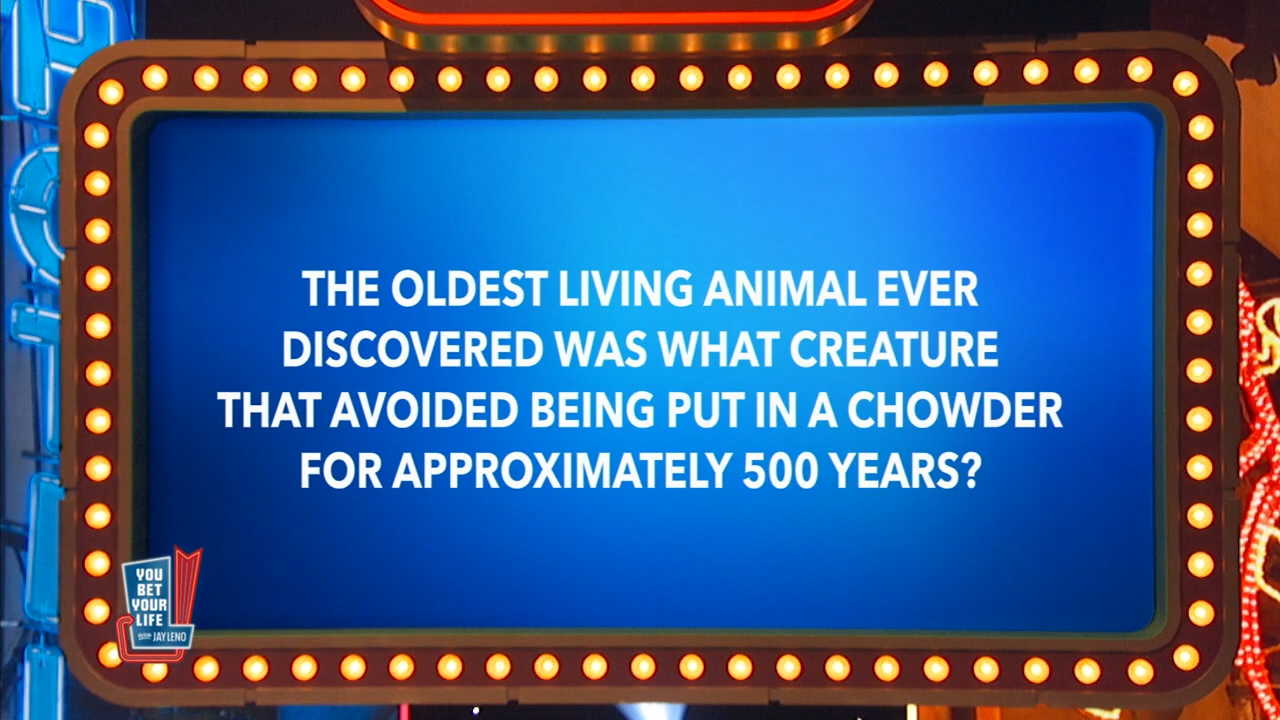 THE OLDEST LIVING ANIMAL EVER
DISCOVERED WAS WHAT CREATURE
THAT AVOIDED BEING PUT IN A CHOWDER
FOR APPROXIMATELY 500 YEARS?
YOU
BET
YOUR
LIFE
JAY LENO